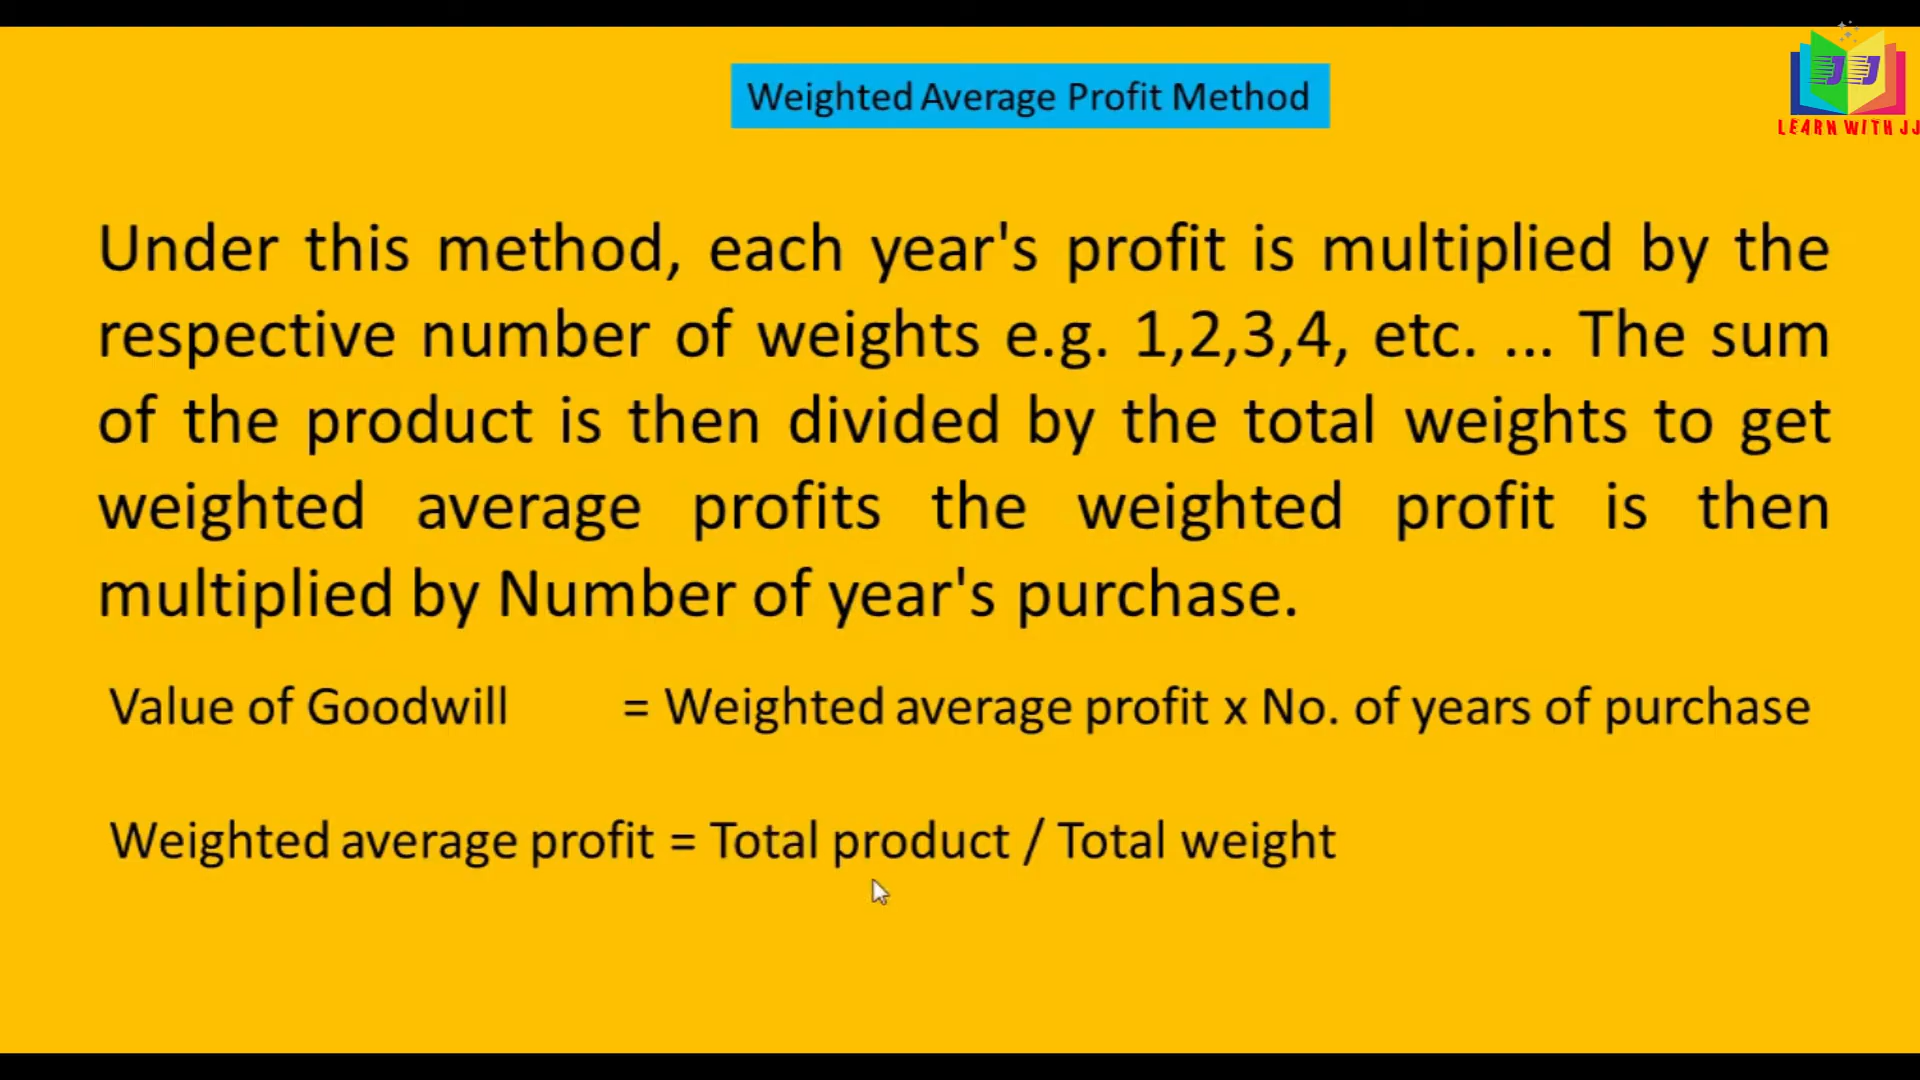 Weighted Average Profit Method
LEARN WITH JJ
Under this method, each year's profit is multiplied by the
respective number of weights e.g. 1,2,3,4, etc. ... The sum
of the product is then divided by the total weights to get
weighted average profits the weighted profit is then
multiplied by Number of year's purchase.
Value of Goodwill = Weighted average profit x No. of years of purchase
Weighted average profit = Total product / Total weight